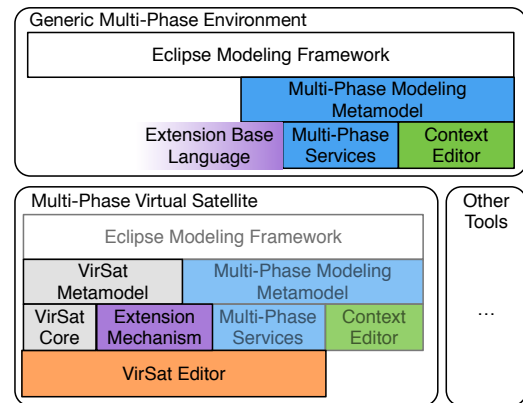 Generic Multi-Phase Environment
Eclipse Modeling Framework
Multi-Phase Modeling
Metamodel
Extension Base
Language
Multi-Phase
Services
Context
Editor
Multi-Phase Virtual Satellite
Eclipse Modeling Framework
VirSat
Metamodel
Multi-Phase Modeling
Metamodel
VirSat
Core
Extension
Mechanism
Multi-Phase
Services
Context
Editor
VirSat Editor
Other
Tools
...